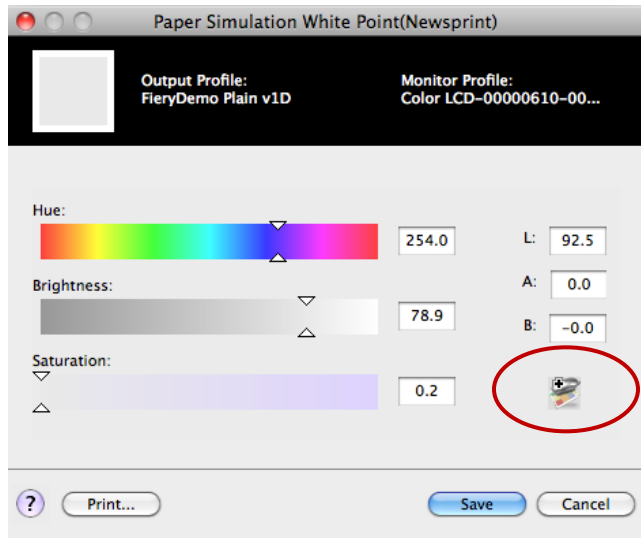 Paper Simulation White Point(Newsprint)
Output Profile:
FieryDemo Plain v1D
Monitor Profile:
Color LCD-00000610-00...
Hue:
254.0
L: 92.5
A: 0.0
Brightness:
78.9
B: -0.0
Saturation:
0.2
? Print... Save Cancel